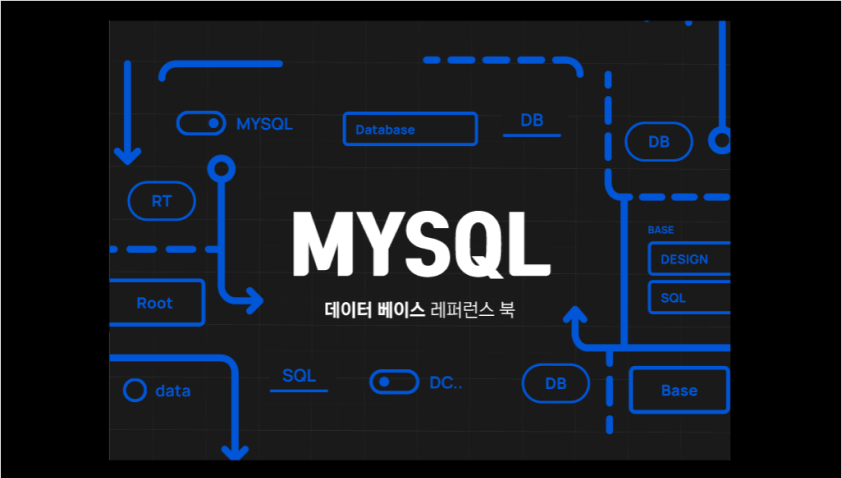 MYSQL
Database
DB
DB
RT
MYSQL
데이터 베이스 레퍼런스 북
BASE
DESIGN
SQL
Root
data
SQL
DC..
DB
Base